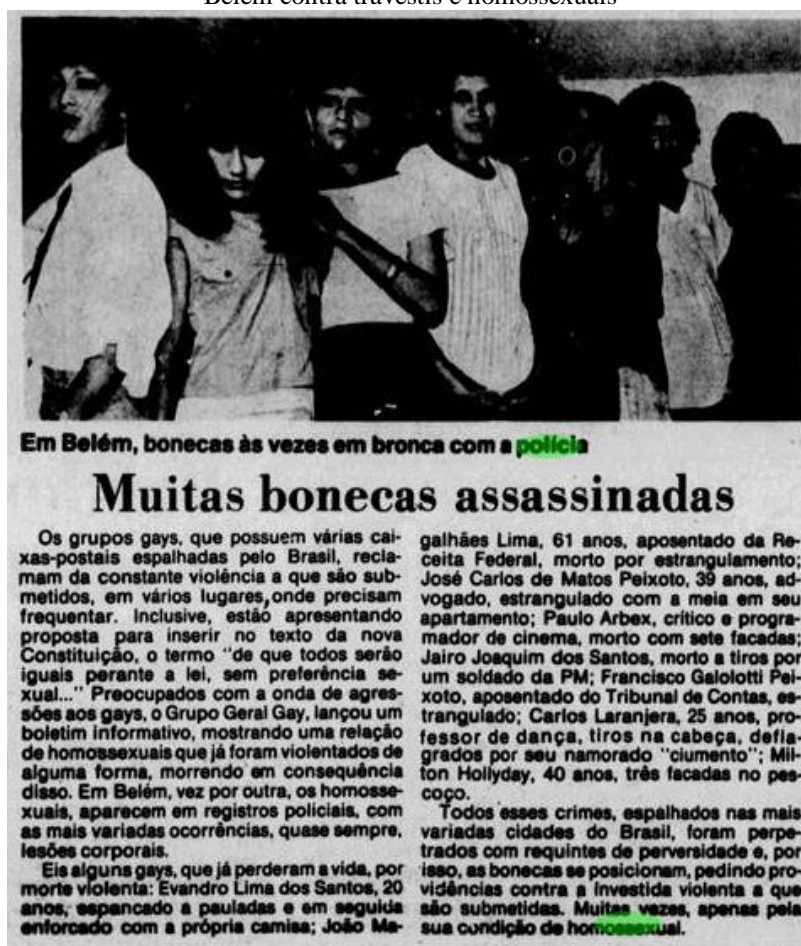 Belém contra travestis e homossexuais
Em Belém, bonecas às vezes em bronca com a polícia
Muitas bonecas assassinadas
Os grupos gays, que possuem várias cai-
xas-postais espalhadas pelo Brasil, recla-
mam da constante violência a que são sub-
metidos, em vários lugares, onde precisam
frequentar. Inclusive, estão apresentando
proposta para inserir no texto da nova
Constituição, o termo "de que todos serão
iguais perante a lei, sem preferência se-
xual..." Preocupados com a onda de agres-
sões aos gays, o Grupo Geral Gay, lançou um
boletim informativo, mostrando uma relação
de homossexuais que já foram violentados de
alguma forma, morrendo em consequência
disso. Em Belém, vez por outra, os homosse-
xuais, aparecem em registros policiais, com
as mais variadas ocorrências, quase sempre,
lesões corporais.
Eis alguns gays, que já perderam a vida, por
morte violenta: Evandro Lima dos Santos, 20
anos, espancado a pauladas e em seguida
enforcado com a própria camisa; João Ma-
galhães Lima, 61 anos, aposentado da Re-
ceita Federal, morto por estrangulamento;
José Carlos de Matos Peixoto, 39 anos, ad-
vogado, estrangulado com a meia em seu
apartamento; Paulo Arbex, crítico e progra-
mador de cinema, morto com sete facadas;
Jairo Joaquim dos Santos, morto a tiros por
um soldado da PM; Francisco Galolotti Pei-
xoto, aposentado do Tribunal de Contas, es-
trangulado; Carlos Laranjera, 25 anos, pro-
fessor de dança, tiros na cabeça, defla-
grados por seu namorado "ciumento"; Mil-
ton Hollyday, 40 anos, três facadas no pes-
coço.
Todos esses crimes, espalhados nas mais
variadas cidades do Brasil, foram perpe-
trados com requintes de perversidade e, por
isso, as bonecas se posicionam, pedindo pro-
vidências contra a investida violenta a que
são submetidas. Muitas vezes, apenas pela
sua condição de homossexual.